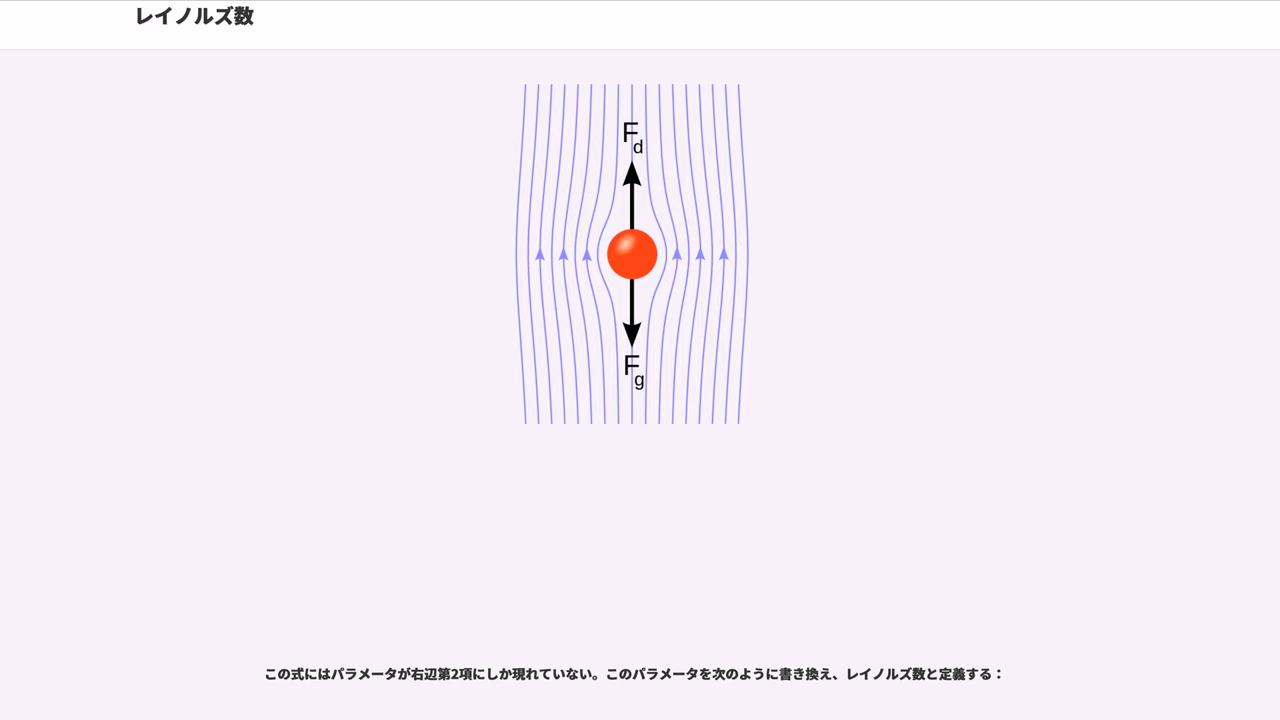 レイノルズ数
Fd
Fg
この式にはパラメータが右辺第2項にしか現れていない。このパラメータを次のように書き換え、レイノルズ数と定義する：